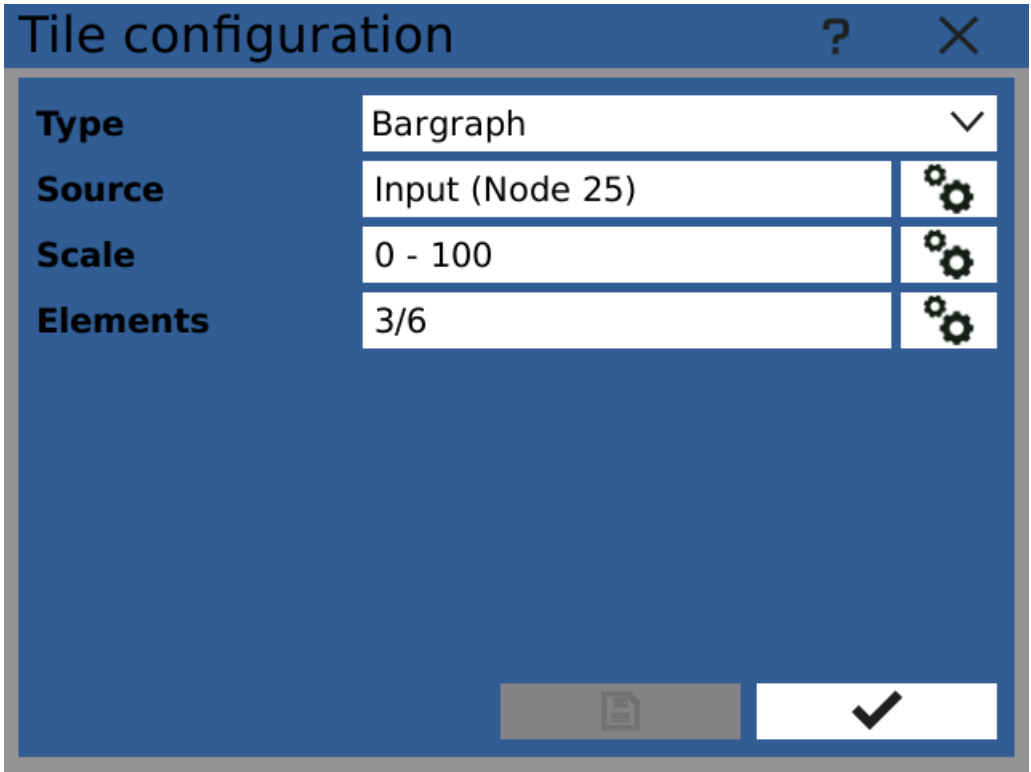 Tile configuration ?
Type Bargraph
Source Input (Node 25)
Scale 0 - 100
Elements 3/6